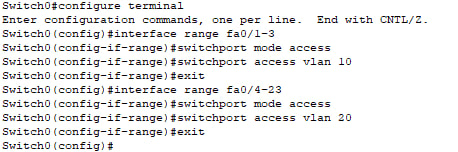 Switch0#configure terminal
Enter configuration commands, one per line.  End with CNTL/Z.
Switch0(config)#interface range fa0/1-3
Switch0(config-if-range)#switchport mode access
Switch0(config-if-range)#switchport access vlan 10
Switch0(config-if-range)#exit
Switch0(config)#interface range fa0/4-23
Switch0(config-if-range)#switchport mode access
Switch0(config-if-range)#switchport access vlan 20
Switch0(config-if-range)#exit
Switch0(config)#